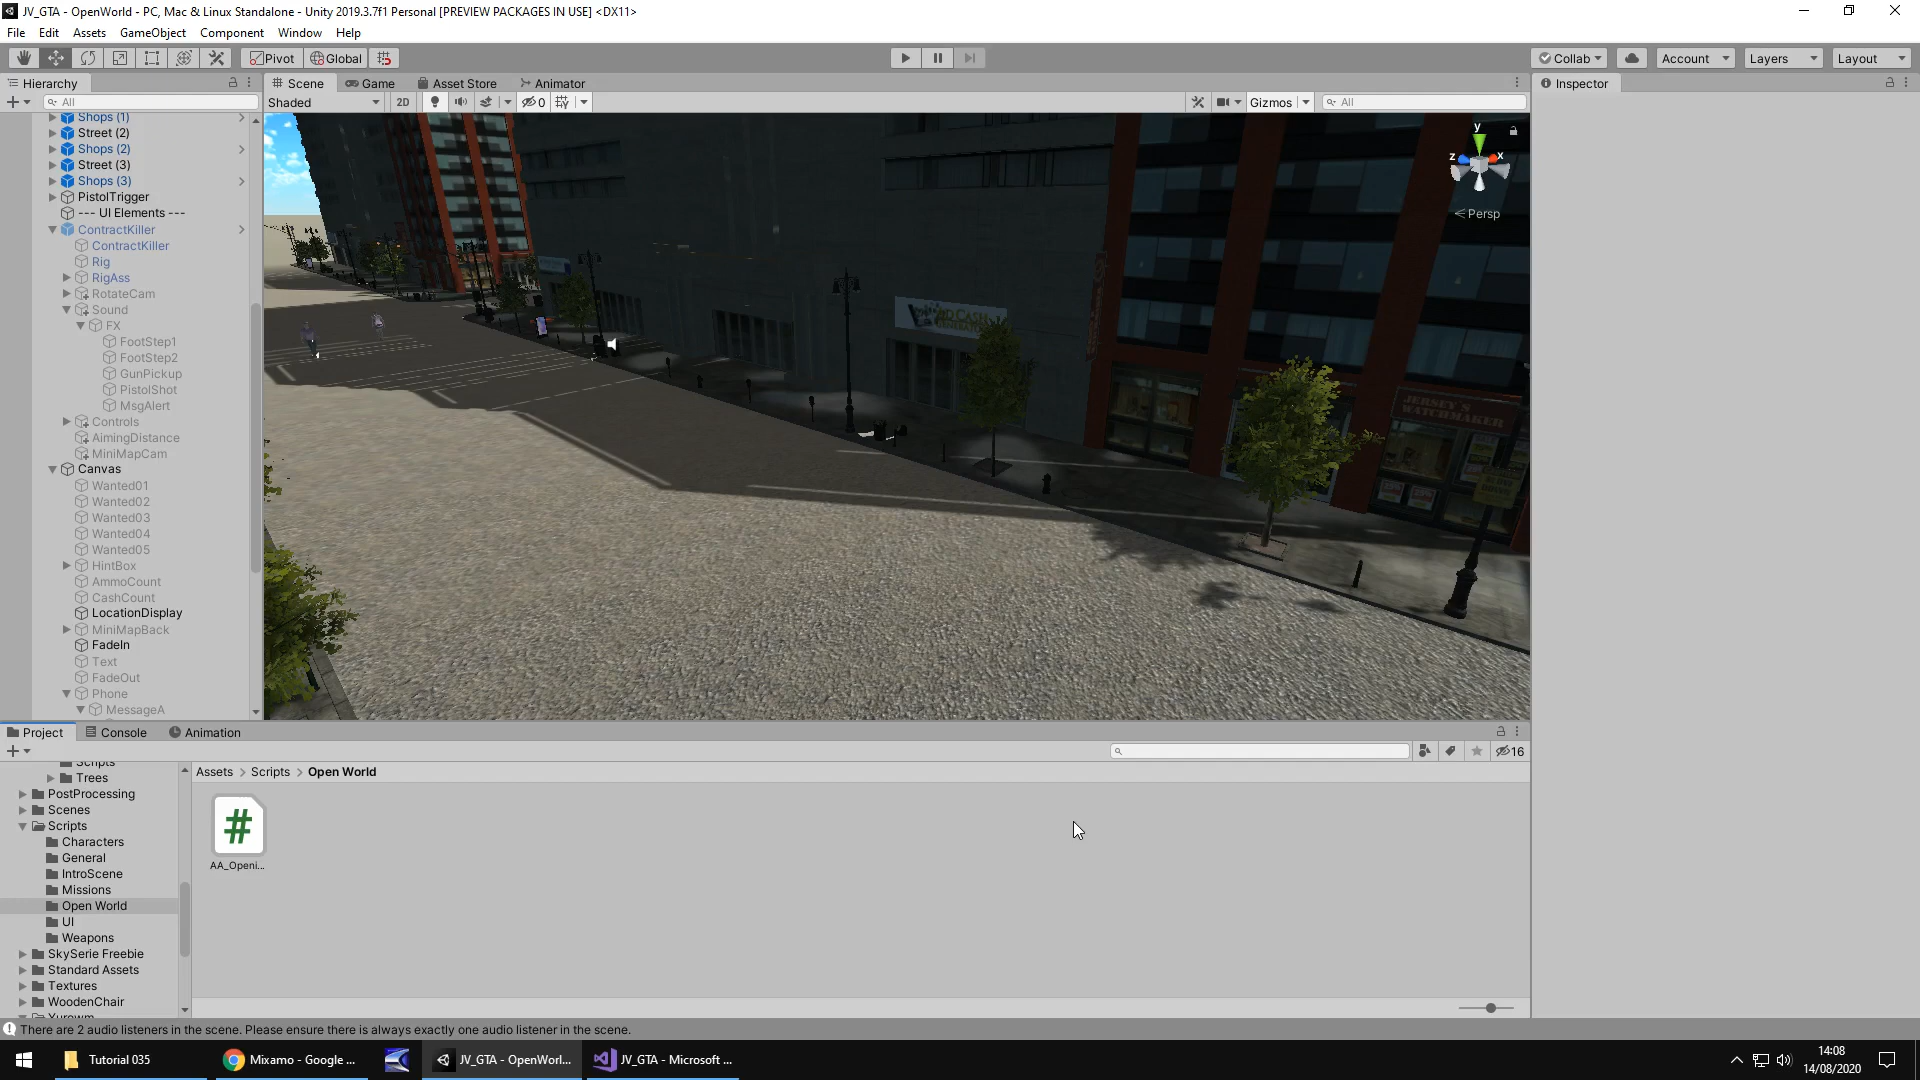 JV_GTA - OpenWorld - PC, Mac & Linux Standalone - Unity 2019.3.7f1 Personal [PREVIEW PACKAGES IN USE] <DX11>
File Edit Assets GameObject Component Window Help
Pivot Global Collab Account Layers Layout
Hierarchy
Scene Game Asset Store Animator
Inspector
All
Shaded 2D 0 Gizmos All
Shops (1)
Street (2)
Shops (2)
Street (3)
Shops (3)
PistolTrigger
--- UI Elements ---
ContractKiller
ContractKiller
Rig
RigAss
RotateCam
Sound
FX
FootStep1
FootStep2
GunPickup
PistolShot
MsgAlert
Controls
AimingDistance
MiniMapCam
Canvas
Wanted01
Wanted02
Wanted03
Wanted04
Wanted05
HintBox
AmmoCount
CashCount
LocationDisplay
MiniMapBack
FadeIn
Text
FadeOut
Phone
MessageA
y
z x
Persp
JERSEY'S
WATCHMAKER
Project Console Animation
16
Assets > Scripts > Open World
AA_Openi...
Scripts
Trees
PostProcessing
Scenes
Scripts
Characters
General
IntroScene
Missions
Open World
UI
Weapons
SkySerie Freebie
Standard Assets
Textures
WoodenChair
There are 2 audio listeners in the scene. Please ensure there is always exactly one audio listener in the scene.
Tutorial 035
Mixamo - Google ...
JV_GTA - OpenWorl...
JV_GTA - Microsoft ...
14:08
14/08/2020